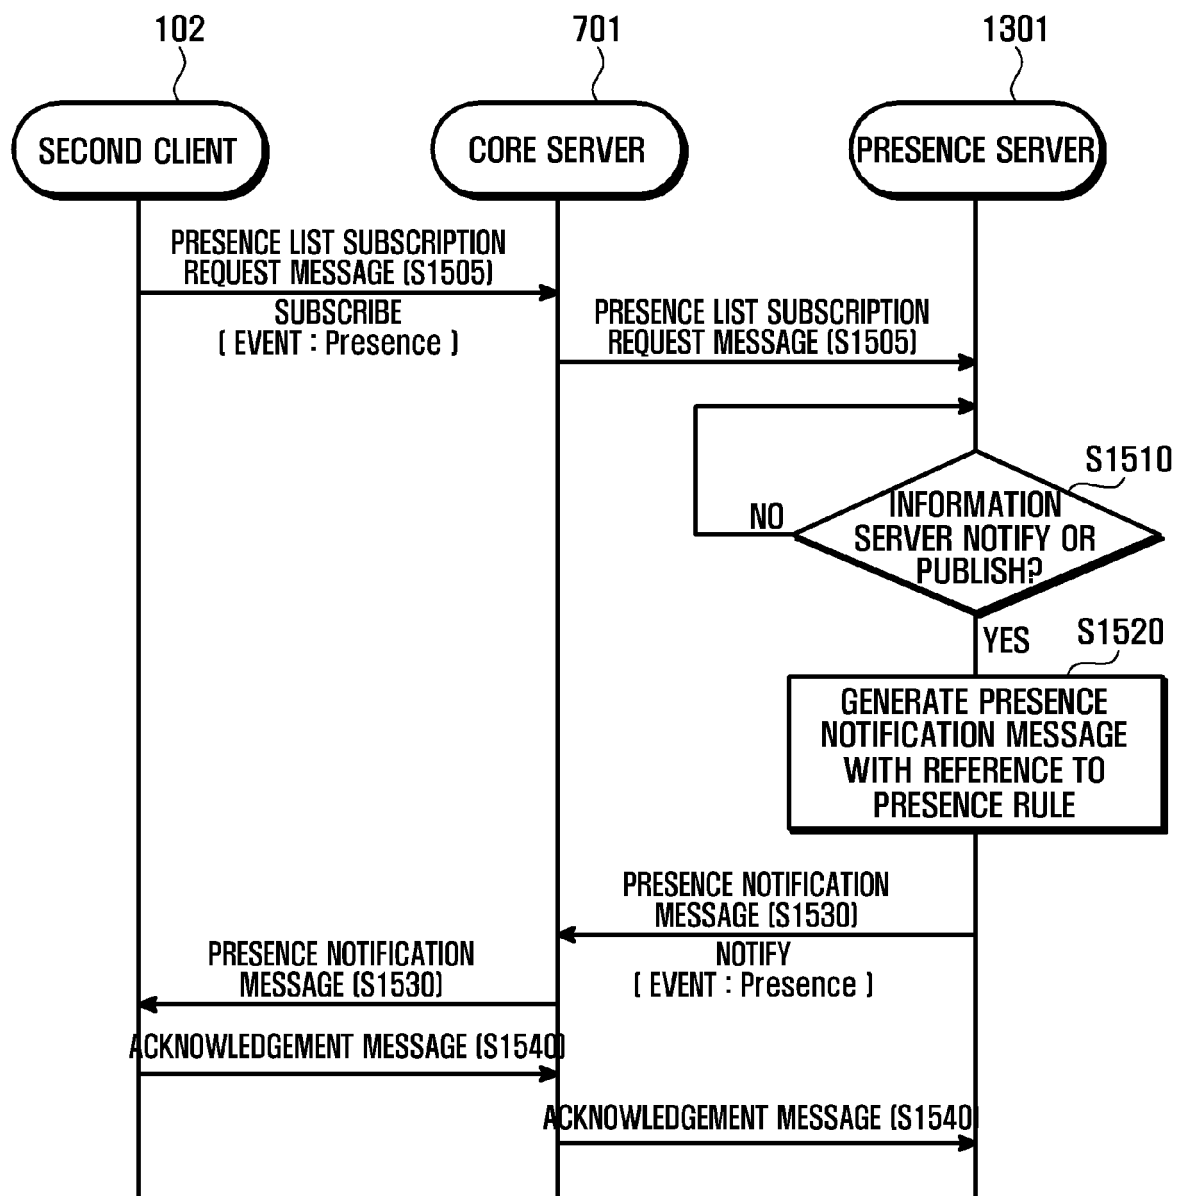 102
701
1301
SECOND CLIENT
CORE SERVER
PRESENCE SERVER
PRESENCE LIST SUBSCRIPTION
REQUEST MESSAGE (S1505)
SUBSCRIBE
( EVENT : Presence )
PRESENCE LIST SUBSCRIPTION
REQUEST MESSAGE (S1505)
S1510
INFORMATION
SERVER NOTIFY OR
PUBLISH?
NO
YES
S1520
GENERATE PRESENCE
NOTIFICATION MESSAGE
WITH REFERENCE TO
PRESENCE RULE
PRESENCE NOTIFICATION
MESSAGE (S1530)
NOTIFY
( EVENT : Presence )
PRESENCE NOTIFICATION
MESSAGE (S1530)
ACKNOWLEDGEMENT MESSAGE (S1540)
ACKNOWLEDGEMENT MESSAGE (S1540)